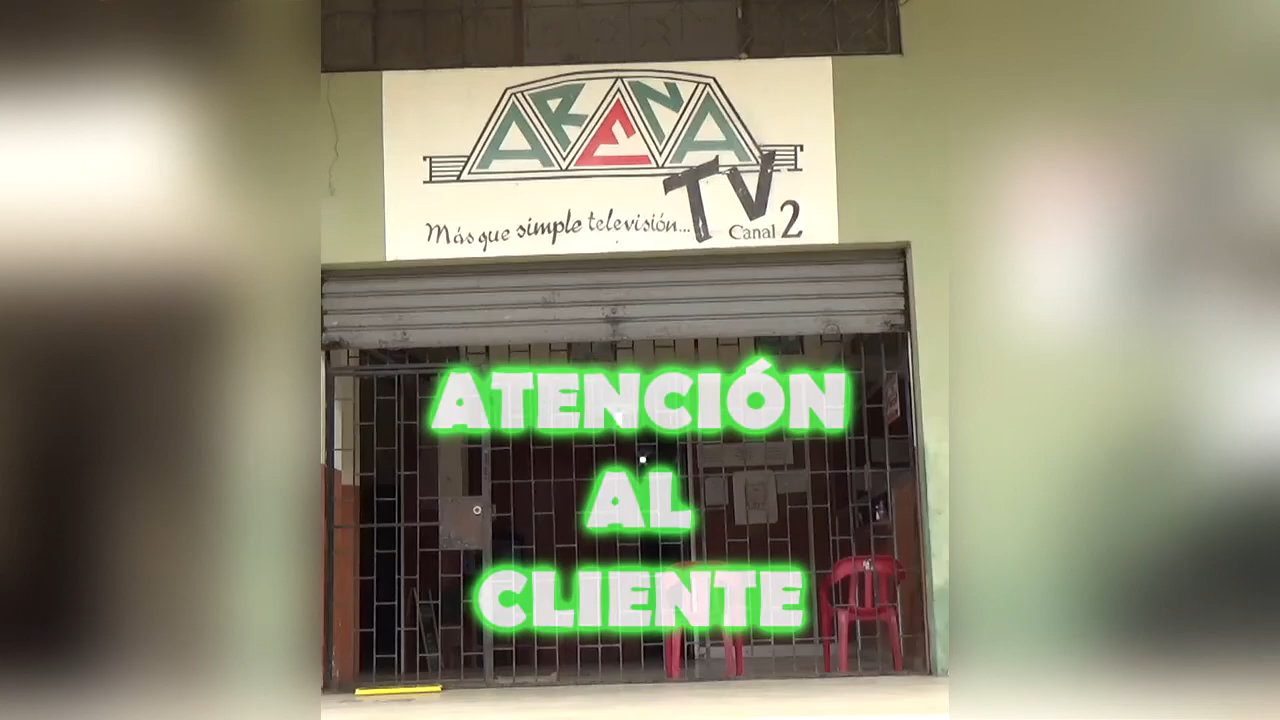 ARENA
TV
Más que simple televisión...
Canal 2
ATENCIÓN
AL
CLIENTE